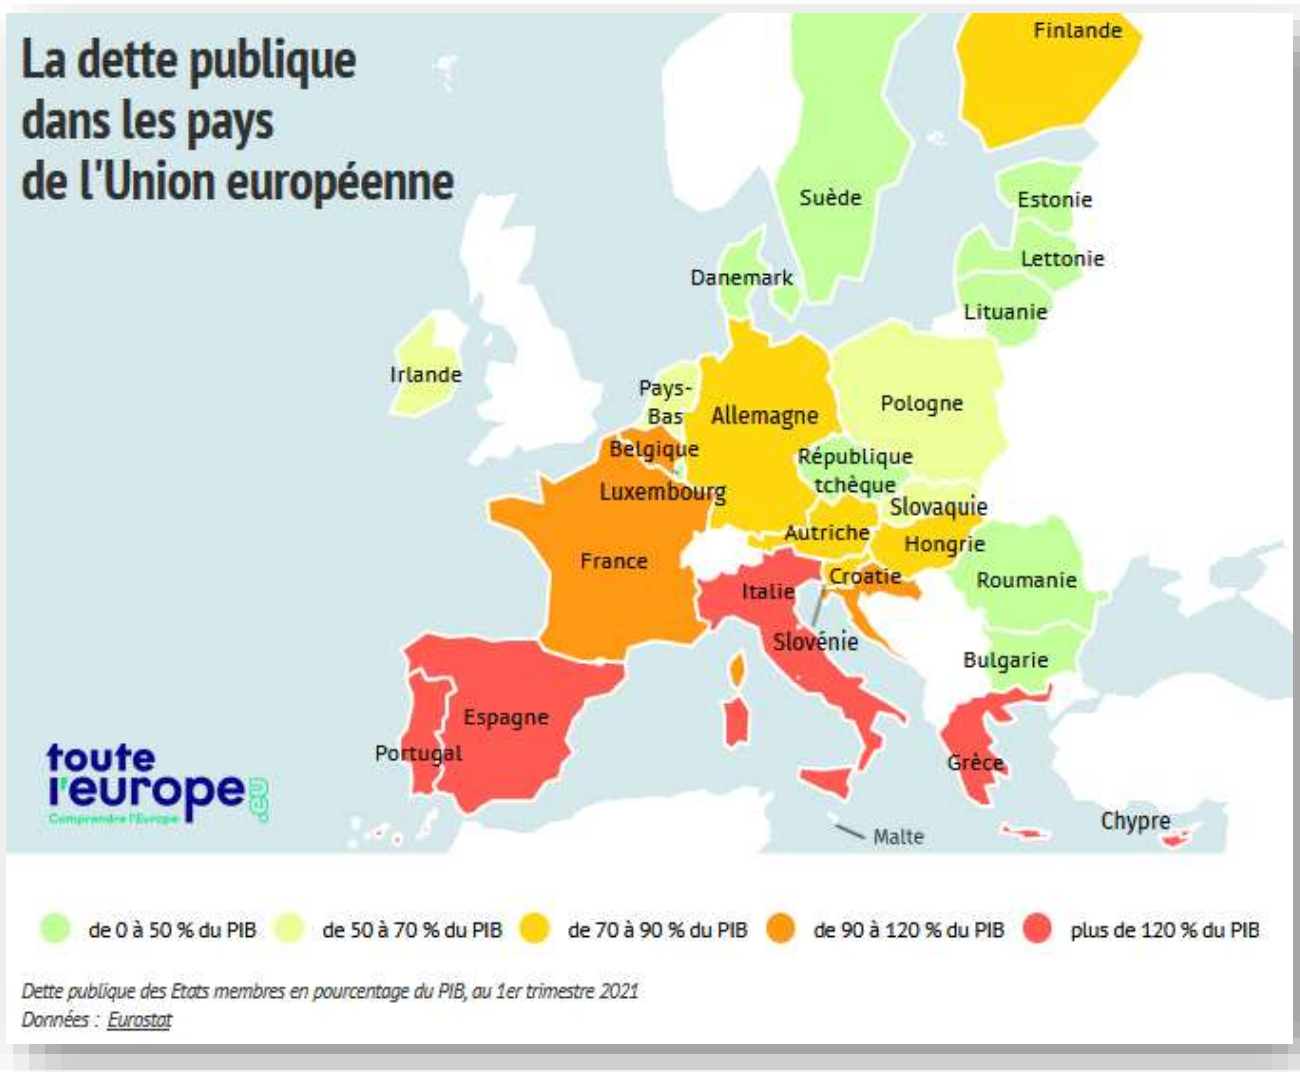 La dette publique
dans les pays
de l'Union européenne
Finlande
Suède
Estonie
Lettonie
Danemark
Lituanie
Irlande
Pays-
Bas
Allemagne
Pologne
Belgique
République
tchèque
Luxembourg
Slovaquie
Autriche
Hongrie
France
Croatie
Roumanie
Italie
Slovénie
Bulgarie
Espagne
Portugal
Grèce
Chypre
Malte
toute
l'europe.eu
Comprendre l'Europe
de 0 à 50 % du PIB
de 50 à 70 % du PIB
de 70 à 90 % du PIB
de 90 à 120 % du PIB
plus de 120 % du PIB
Dette publique des Etats membres en pourcentage du PIB, au 1er trimestre 2021
Données : Eurostat